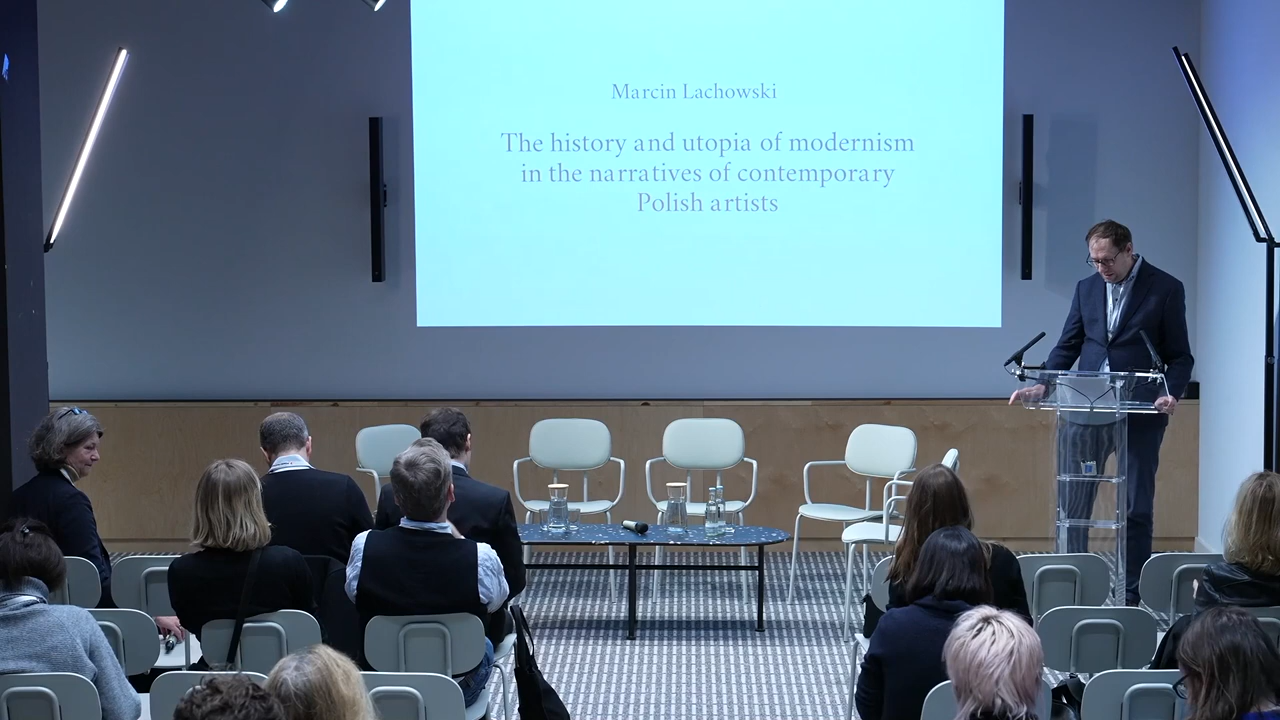 Marcin Lachowski
The history and utopia of modernism
in the narratives of contemporary
Polish artists